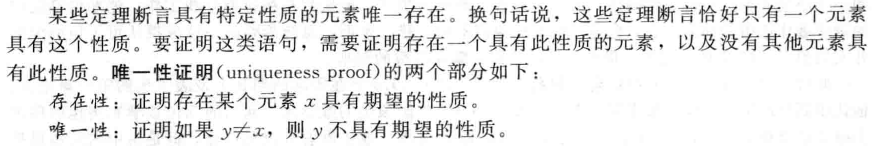 某些定理断言具有特定性质的元素唯一存在。换句话说，这些定理断言恰好只有一个元素
具有这个性质。要证明这类语句，需要证明存在一个具有此性质的元素，以及没有其他元素具
有此性质。唯一性证明(uniqueness proof)的两个部分如下：
存在性：证明存在某个元素 x 具有期望的性质。
唯一性：证明如果 y≠x，则 y 不具有期望的性质。